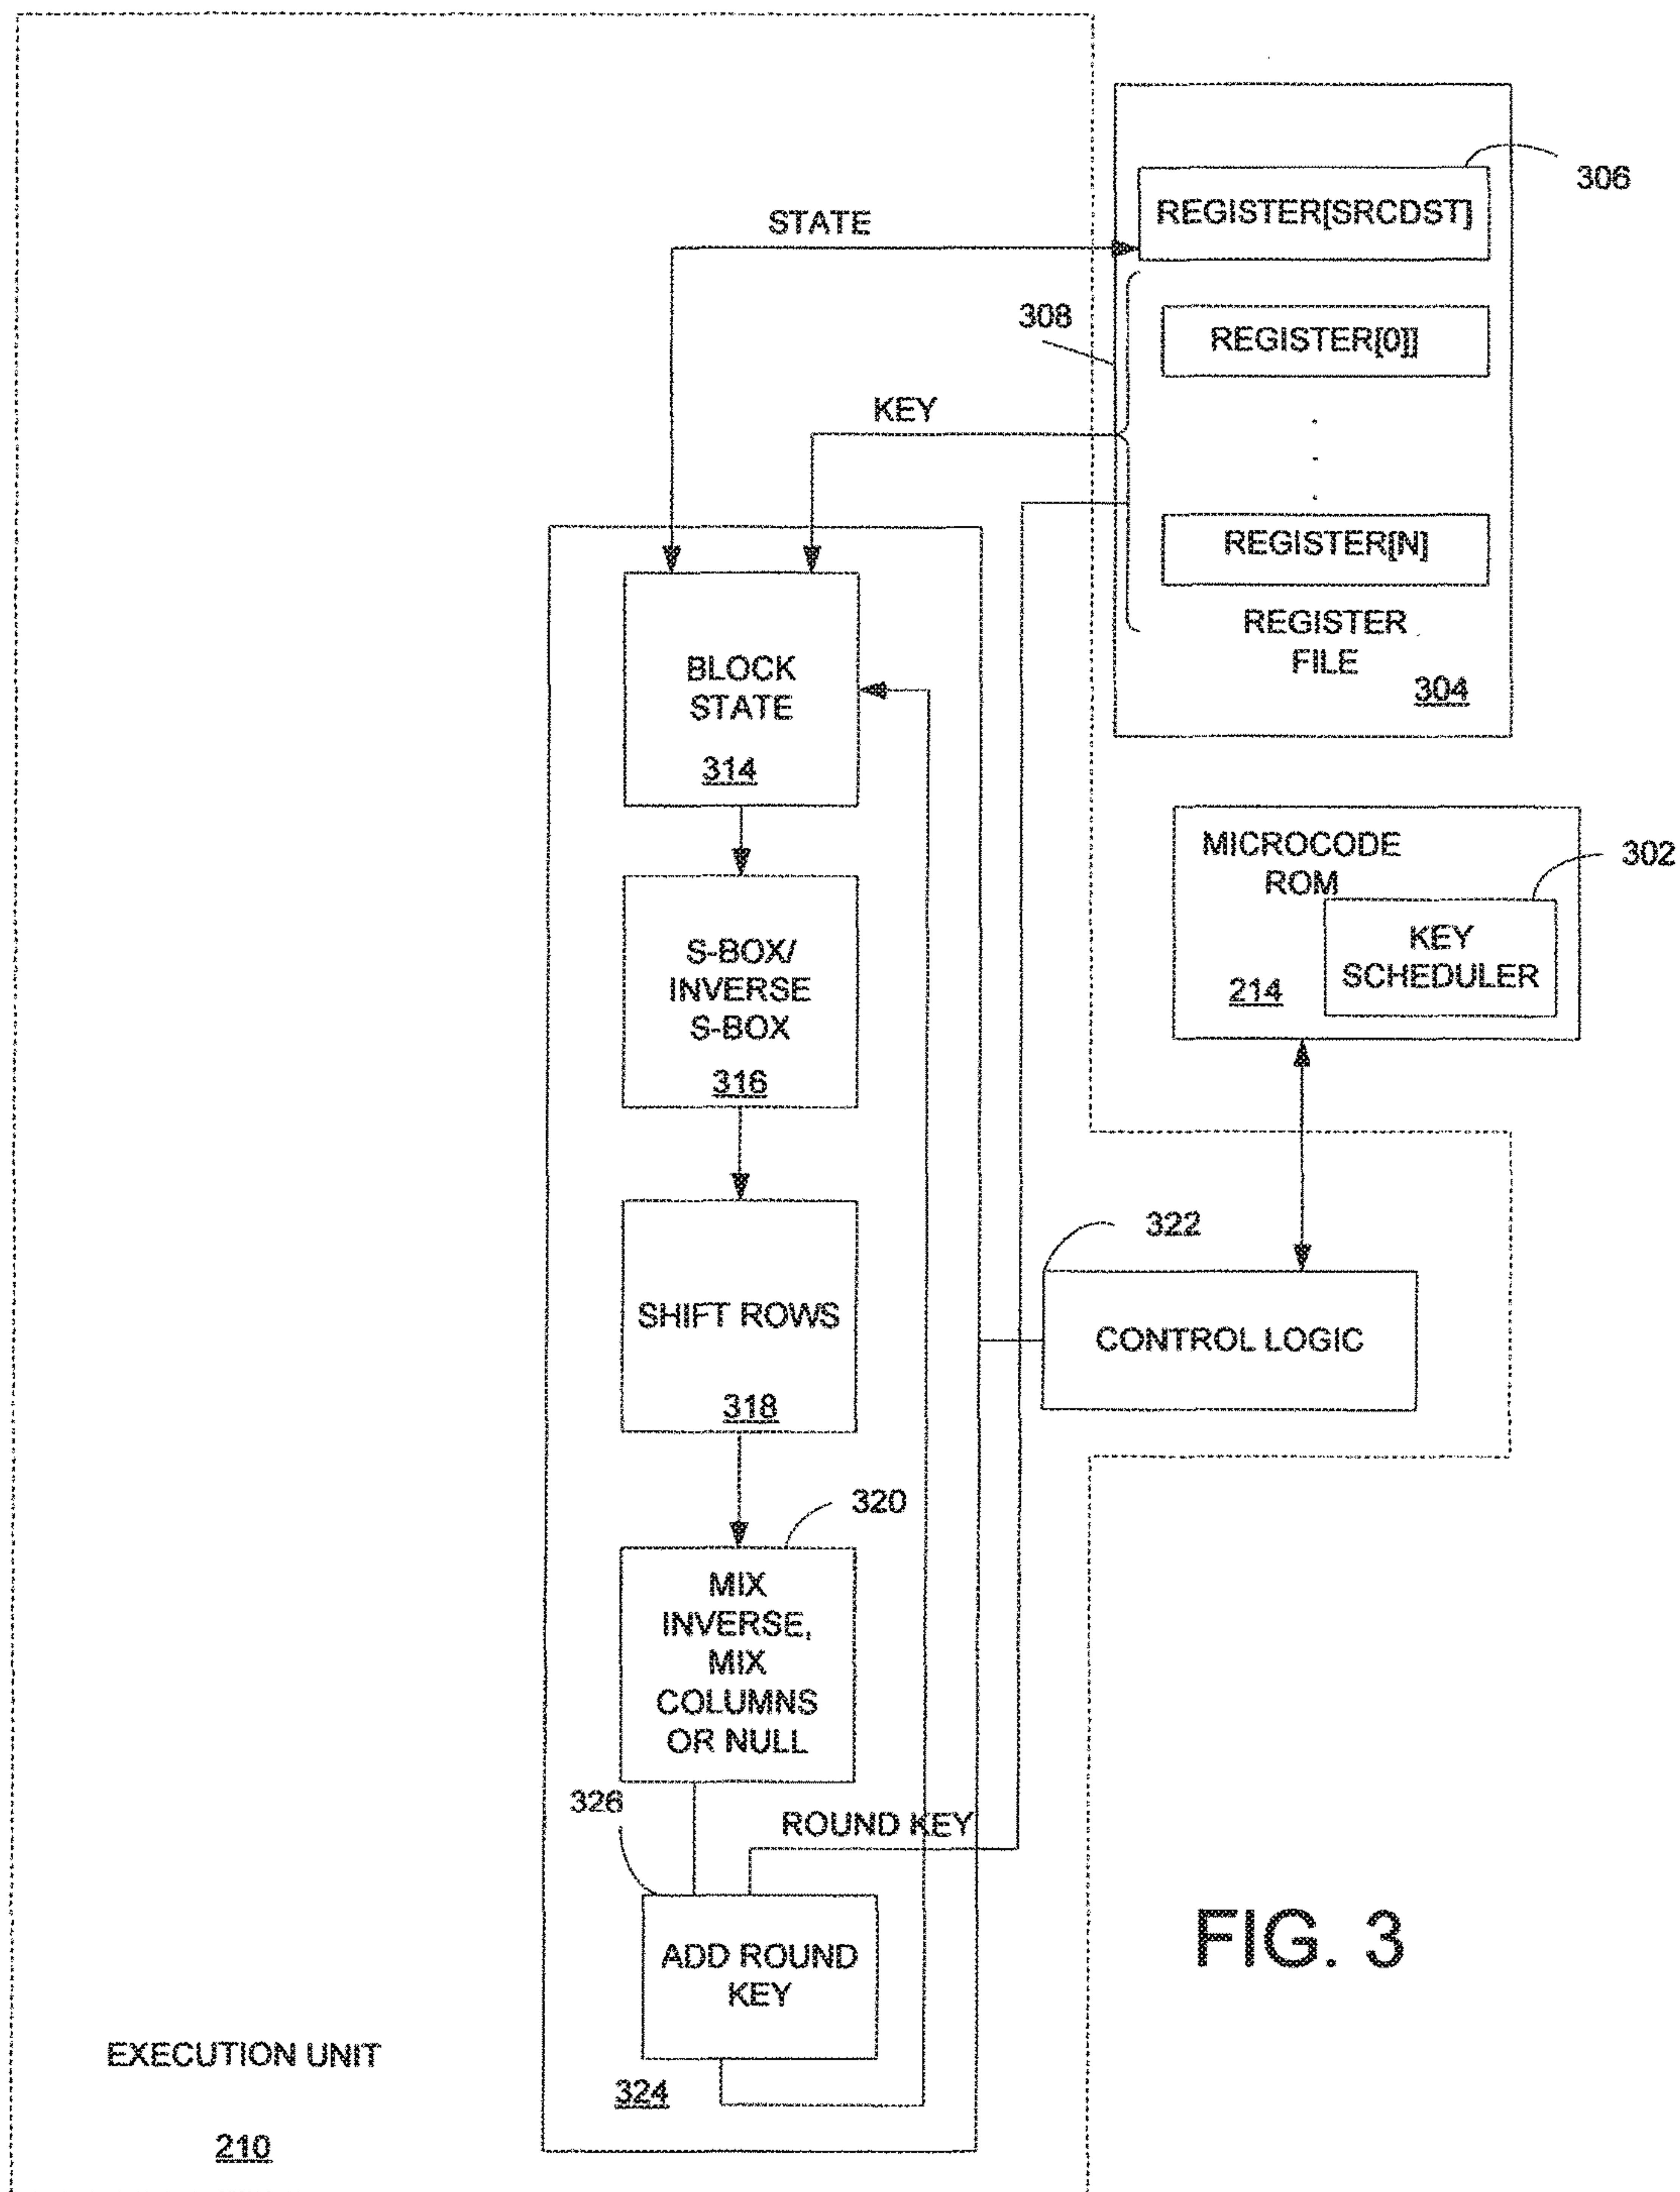 306
REGISTER[SRCDST]
STATE
308
REGISTER[0]]
KEY
REGISTER[N]
REGISTER
FILE
304
BLOCK
STATE
314
MICROCODE
ROM
302
KEY
SCHEDULER
214
S-BOX/
INVERSE
S-BOX
316
322
SHIFT ROWS
CONTROL LOGIC
318
320
MIX
INVERSE,
MIX
COLUMNS
OR NULL
326
ROUND KEY
FIG. 3
ADD ROUND
KEY
EXECUTION UNIT
324
210